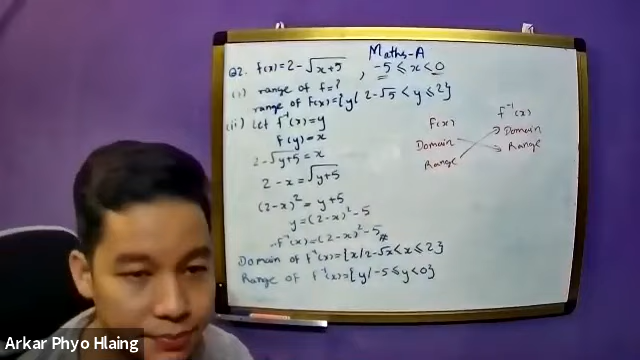 Maths-A
Q2. f(x)=2-√(x+5) , -5≤x<0
(i) range of f=?
range of f(x)={y/ 2-√5<y≤2}
(ii) Let f⁻¹(x)=y
f(y)=x
2-√(y+5)=x
2-x=√(y+5)
(2-x)²=y+5
y=(2-x)²-5
∴f⁻¹(x)=(2-x)²-5 #
Domain of f⁻¹(x)={x/2-√x<x≤2}
Range of f⁻¹(x)={y/-5≤y<0}
f(x) f⁻¹(x)
Domain Domain
Range Range
Arkar Phyo Hlaing